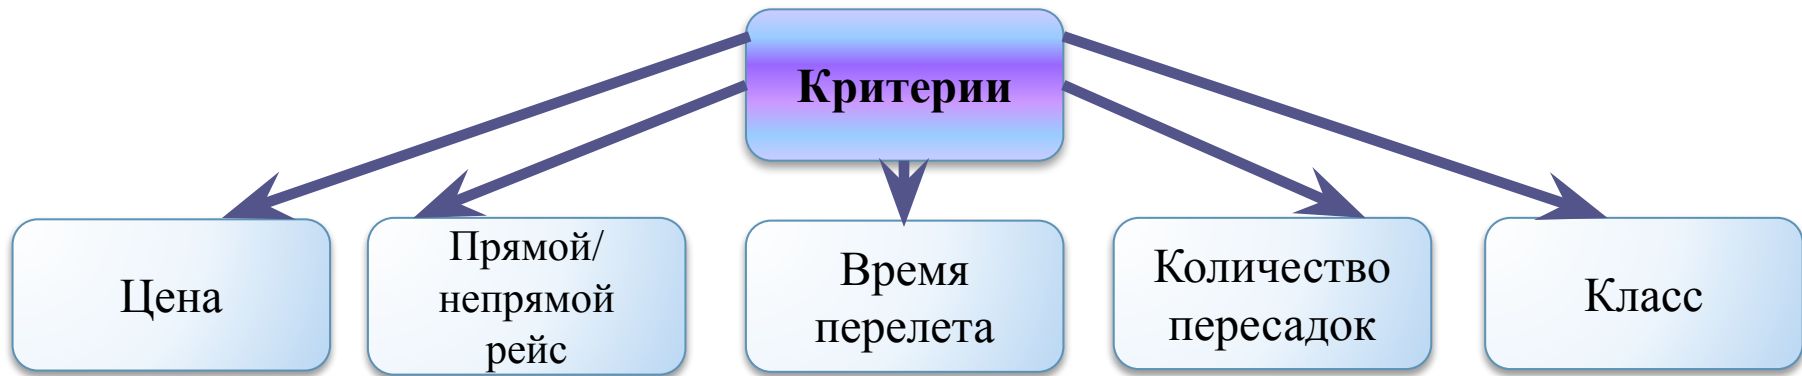 Критерии
Цена
Прямой/
непрямой
рейс
Время
перелета
Количество
пересадок
Класс